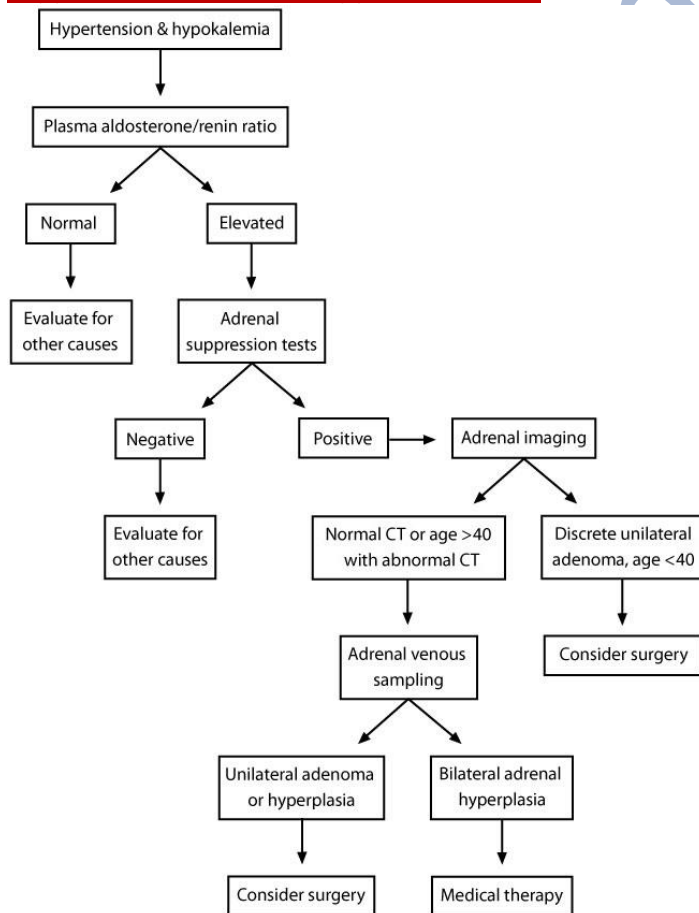 Hypertension & hypokalemia
Plasma aldosterone/renin ratio
Normal
Elevated
Evaluate for
other causes
Adrenal
suppression tests
Negative
Positive
Adrenal imaging
Evaluate for
other causes
Normal CT or age >40
with abnormal CT
Discrete unilateral
adenoma, age <40
Adrenal venous
sampling
Consider surgery
Unilateral adenoma
or hyperplasia
Bilateral adrenal
hyperplasia
Consider surgery
Medical therapy